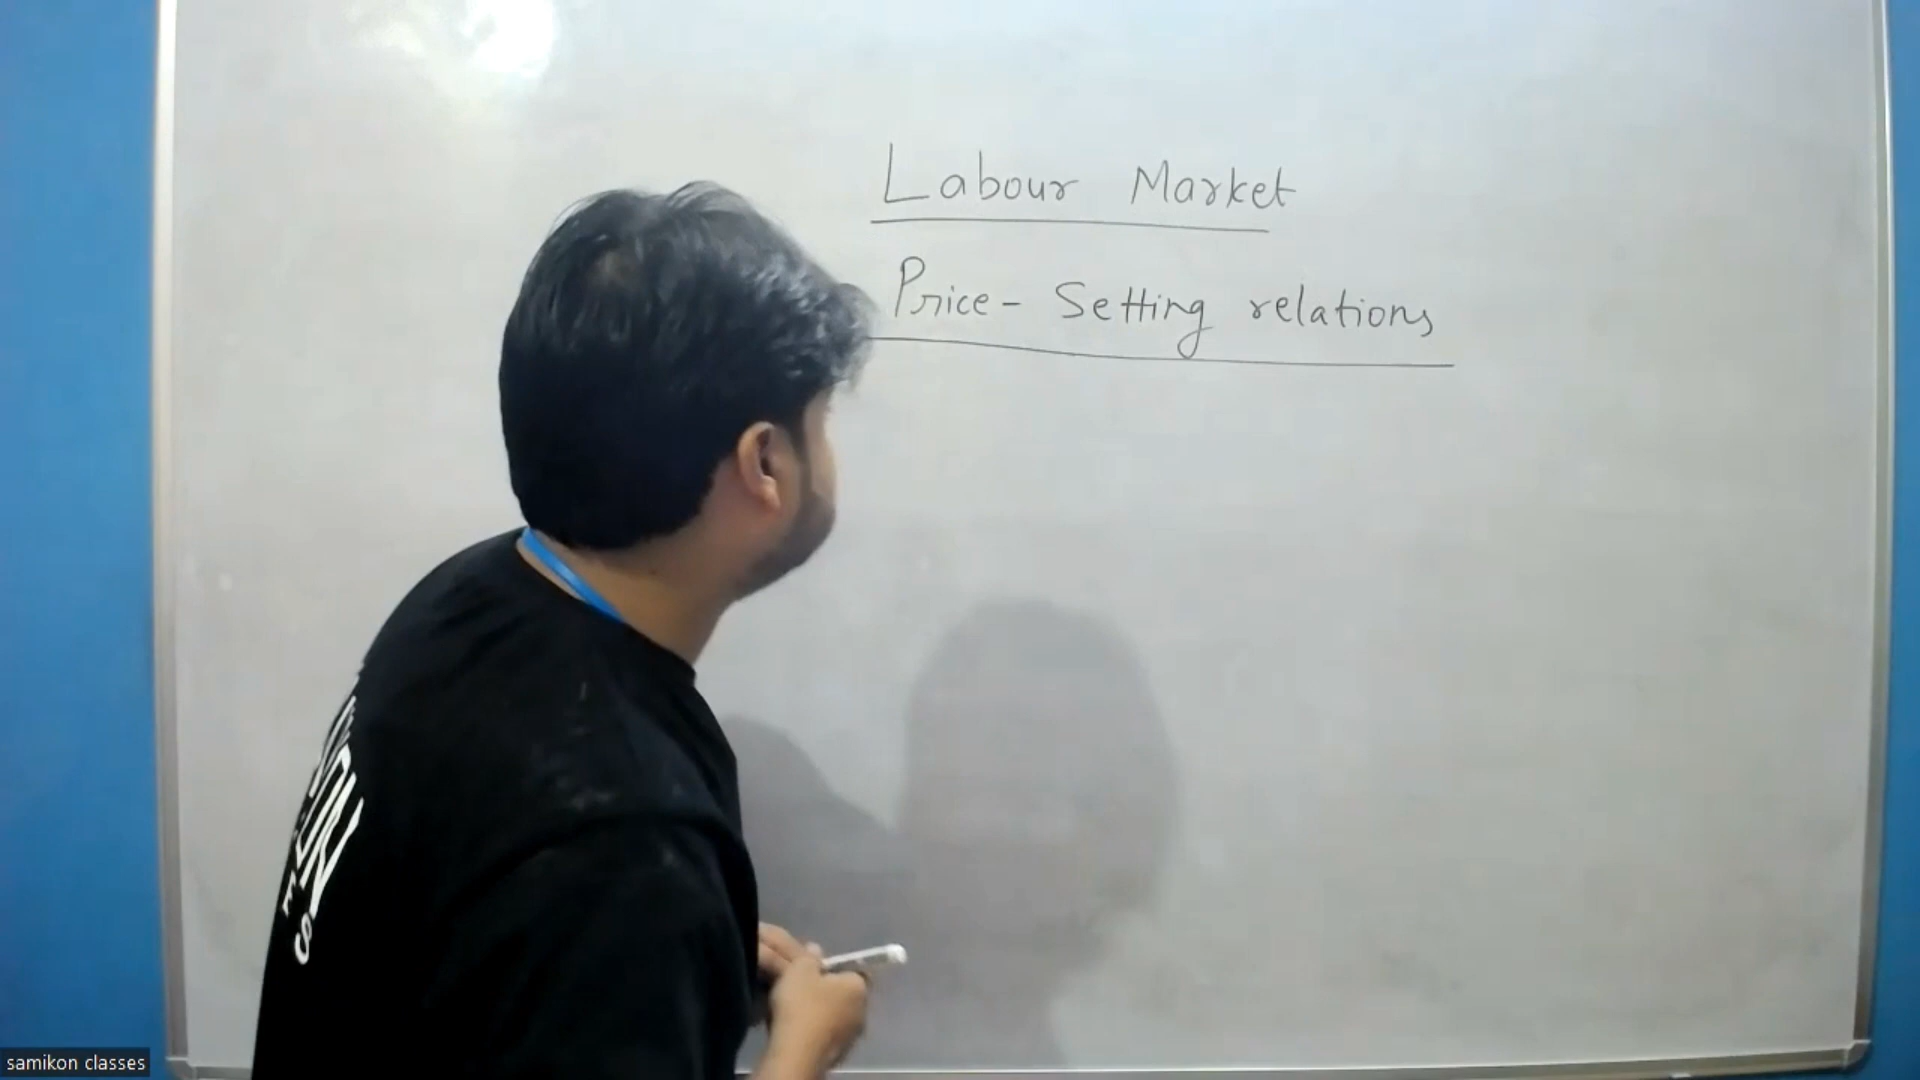 Labour Market
Price- Setting relations
samikon classes